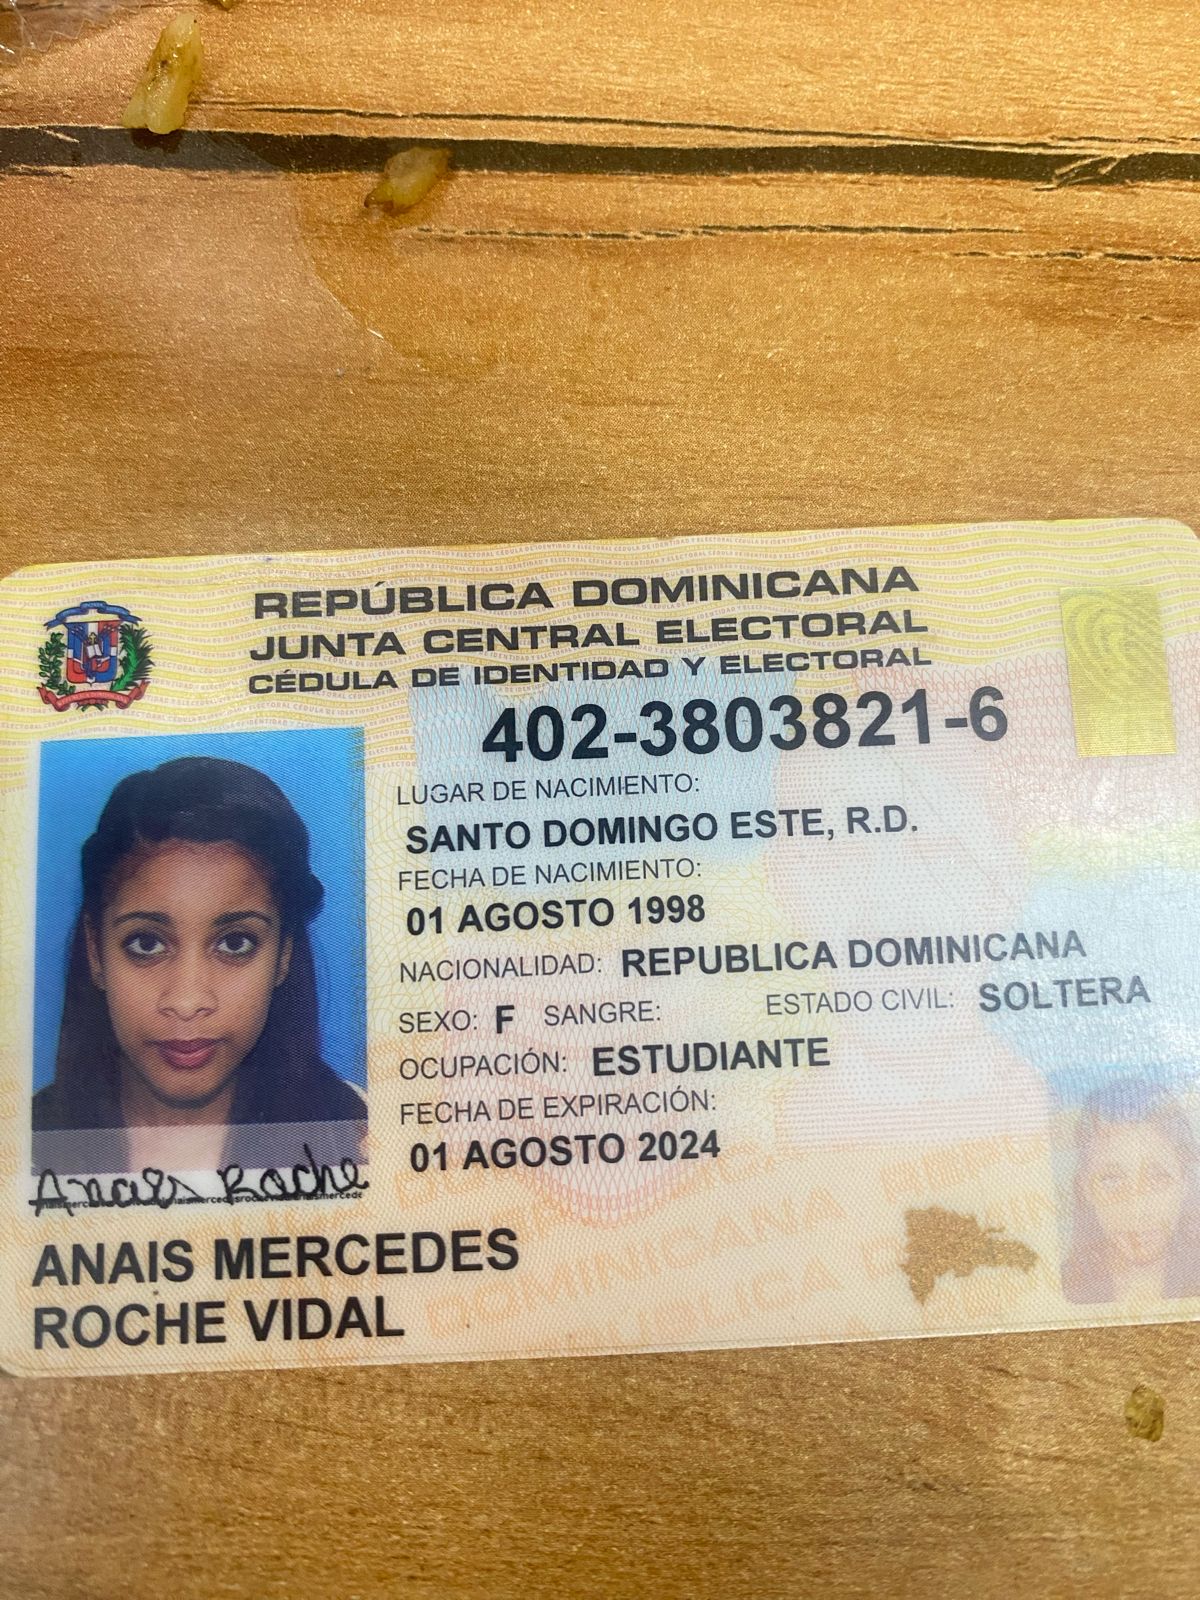 REPÚBLICA DOMINICANA
JUNTA CENTRAL ELECTORAL
CÉDULA DE IDENTIDAD Y ELECTORAL
402-3803821-6
LUGAR DE NACIMIENTO:
SANTO DOMINGO ESTE, R.D.
FECHA DE NACIMIENTO:
01 AGOSTO 1998
NACIONALIDAD: REPUBLICA DOMINICANA
SEXO: F SANGRE: ESTADO CIVIL: SOLTERA
OCUPACIÓN: ESTUDIANTE
FECHA DE EXPIRACIÓN:
01 AGOSTO 2024
Anais Roche
ANAIS MERCEDES
ROCHE VIDAL